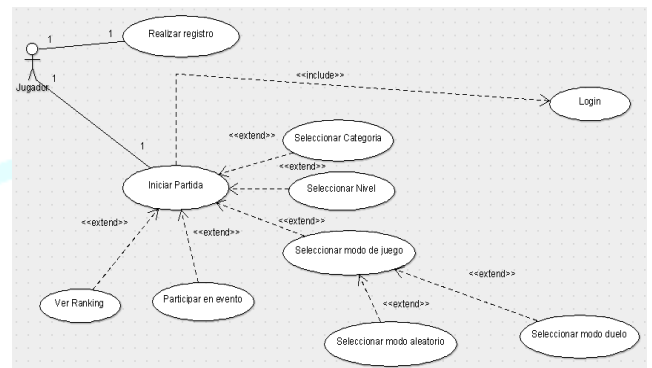 Realizar registro
1
1
Jugador
1
1
<<include>>
Login
<<extend>>
Seleccionar Categoria
<<extend>>
Iniciar Partida
Seleccionar Nivel
<<extend>>
<<extend>>
<<extend>>
Seleccionar modo de juego
<<extend>>
Ver Ranking
Participar en evento
<<extend>>
Seleccionar modo aleatorio
Seleccionar modo duelo